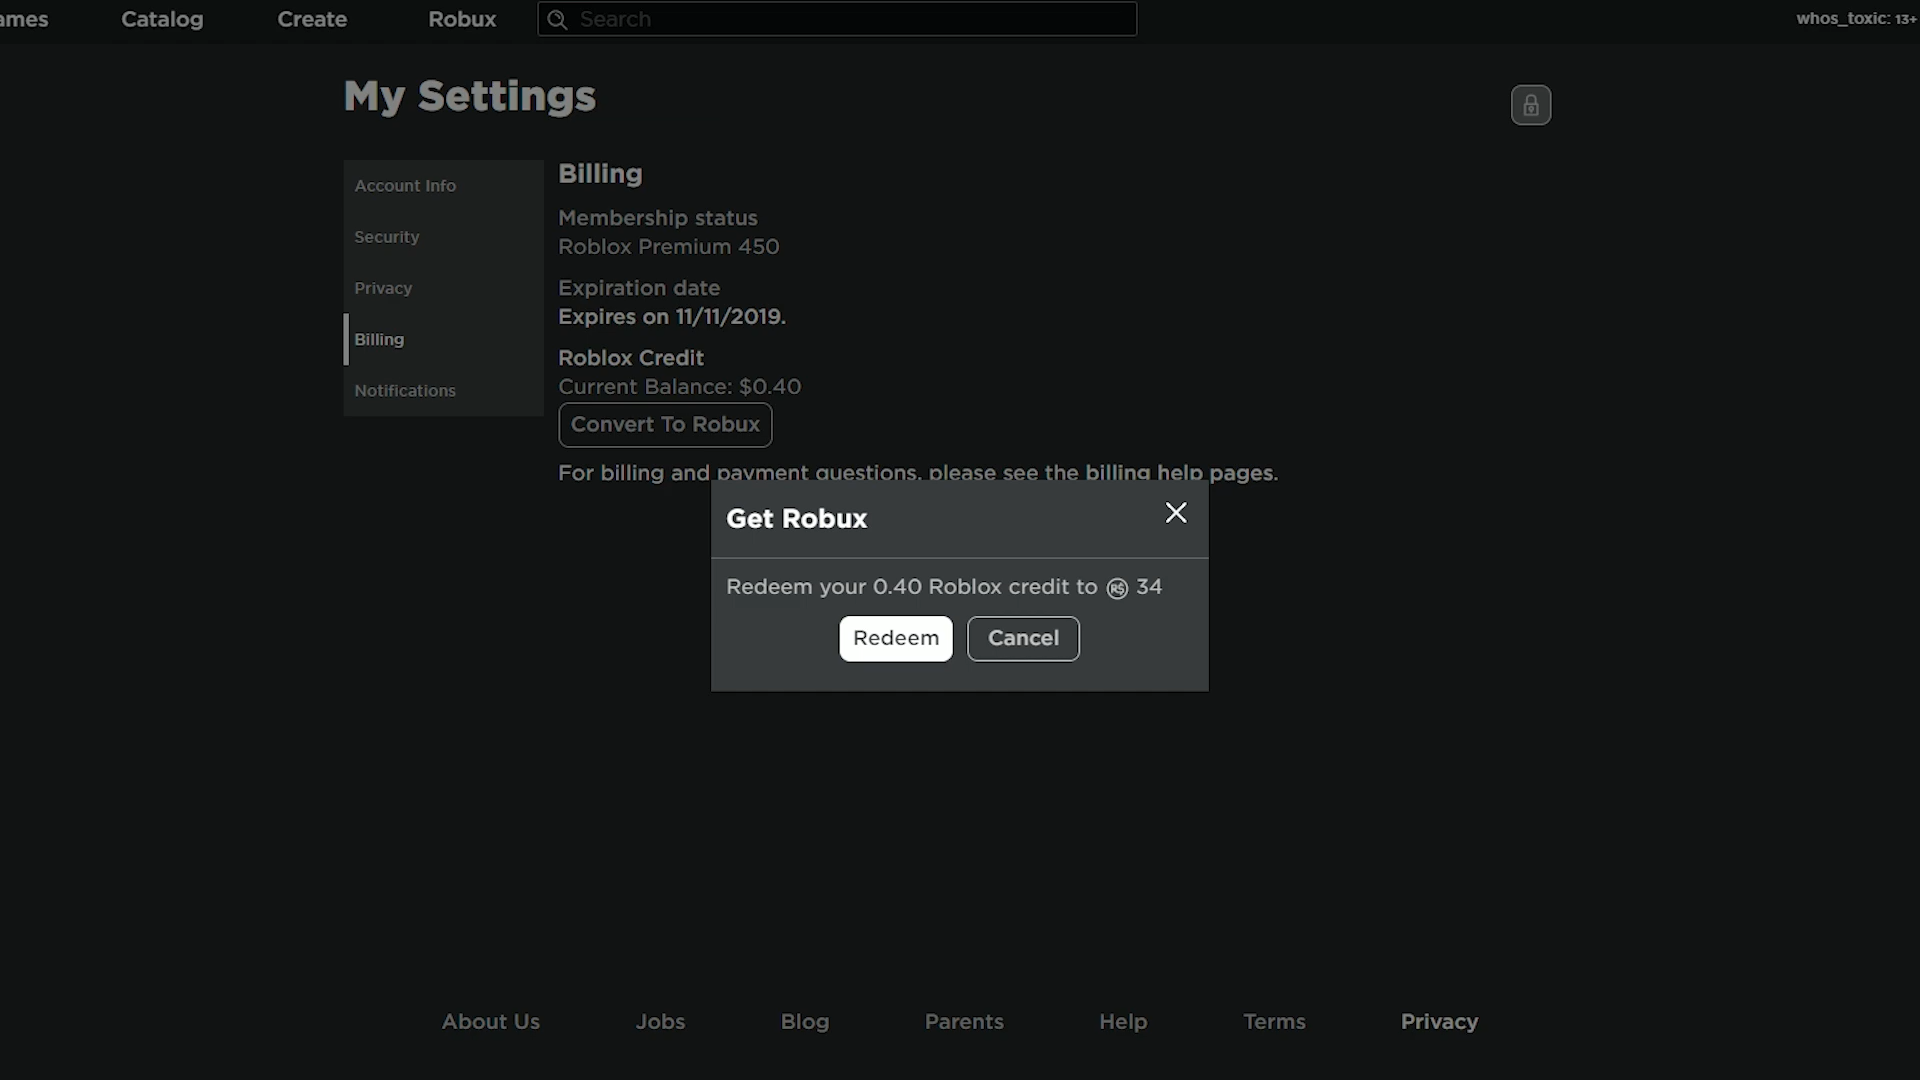 ames Catalog Create Robux Search whos_toxic: 13+
My Settings
Account Info
Security
Privacy
Billing
Notifications
Billing
Membership status
Roblox Premium 450
Expiration date
Expires on 11/11/2019.
Roblox Credit
Current Balance: $0.40
Convert To Robux
For billing and payment questions, please see the billing help pages.
Get Robux
Redeem your 0.40 Roblox credit to R$ 34
Redeem Cancel
About Us Jobs Blog Parents Help Terms Privacy